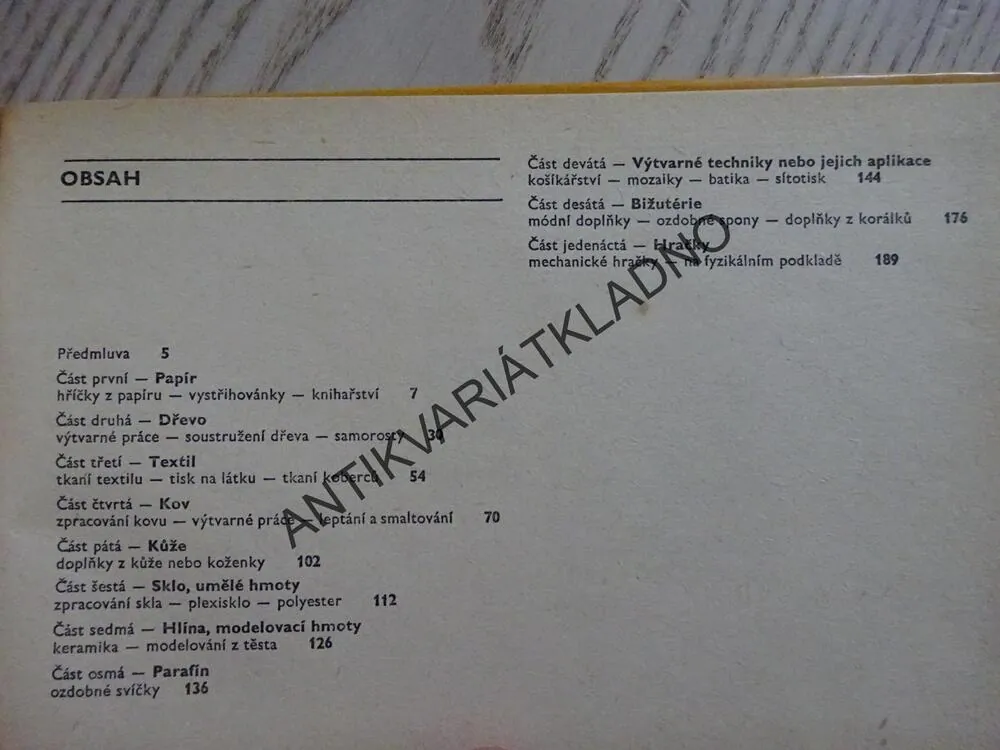 OBSAH
Předmluva 5
Část první — Papír
hříčky z papíru — vystřihovánky — knihařství 7
Část druhá — Dřevo
výtvarné práce — soustružení dřeva — samorosty 30
Část třetí — Textil
tkaní textilu — tisk na látku — tkaní koberců 54
Část čtvrtá — Kov
zpracování kovu — výtvarné práce — leptání a smaltování 70
Část pátá — Kůže
doplňky z kůže nebo koženky 102
Část šestá — Sklo, umělé hmoty
zpracování skla — plexisklo — polyester 112
Část sedmá — Hlína, modelovací hmoty
keramika — modelování z těsta 126
Část osmá — Parafín
ozdobné svíčky 136
Část devátá — Výtvarné techniky nebo jejich aplikace
košíkářství — mozaiky — batika — sítotisk 144
Část desátá — Bižutérie
módní doplňky — ozdobné spony — doplňky z korálků 176
Část jedenáctá — Hračky
mechanické hračky — na fyzikálním podkladě 189
ANTIKVARIÁTKLADNO